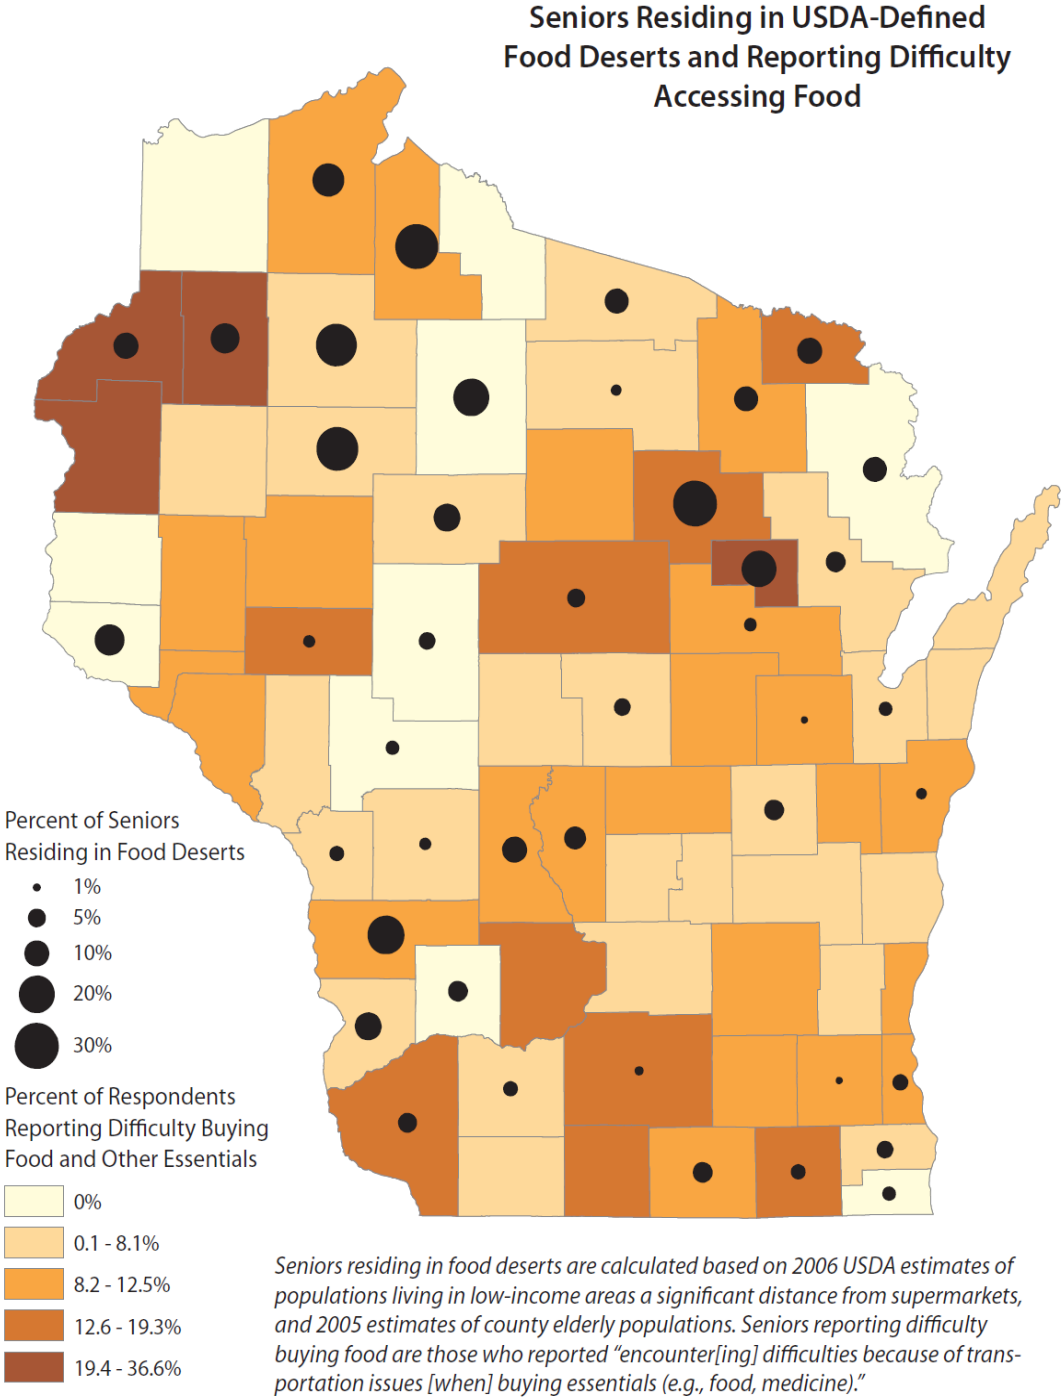 Seniors Residing in USDA-Defined
Food Deserts and Reporting Difficulty
Accessing Food
Percent of Seniors
Residing in Food Deserts
1%
5%
10%
20%
30%
Percent of Respondents
Reporting Difficulty Buying
Food and Other Essentials
0%
0.1 - 8.1%
8.2 - 12.5%
12.6 - 19.3%
19.4 - 36.6%
Seniors residing in food deserts are calculated based on 2006 USDA estimates of
populations living in low-income areas a significant distance from supermarkets,
and 2005 estimates of county elderly populations. Seniors reporting difficulty
buying food are those who reported “encounter[ing] difficulties because of trans-
portation issues [when] buying essentials (e.g., food, medicine).”